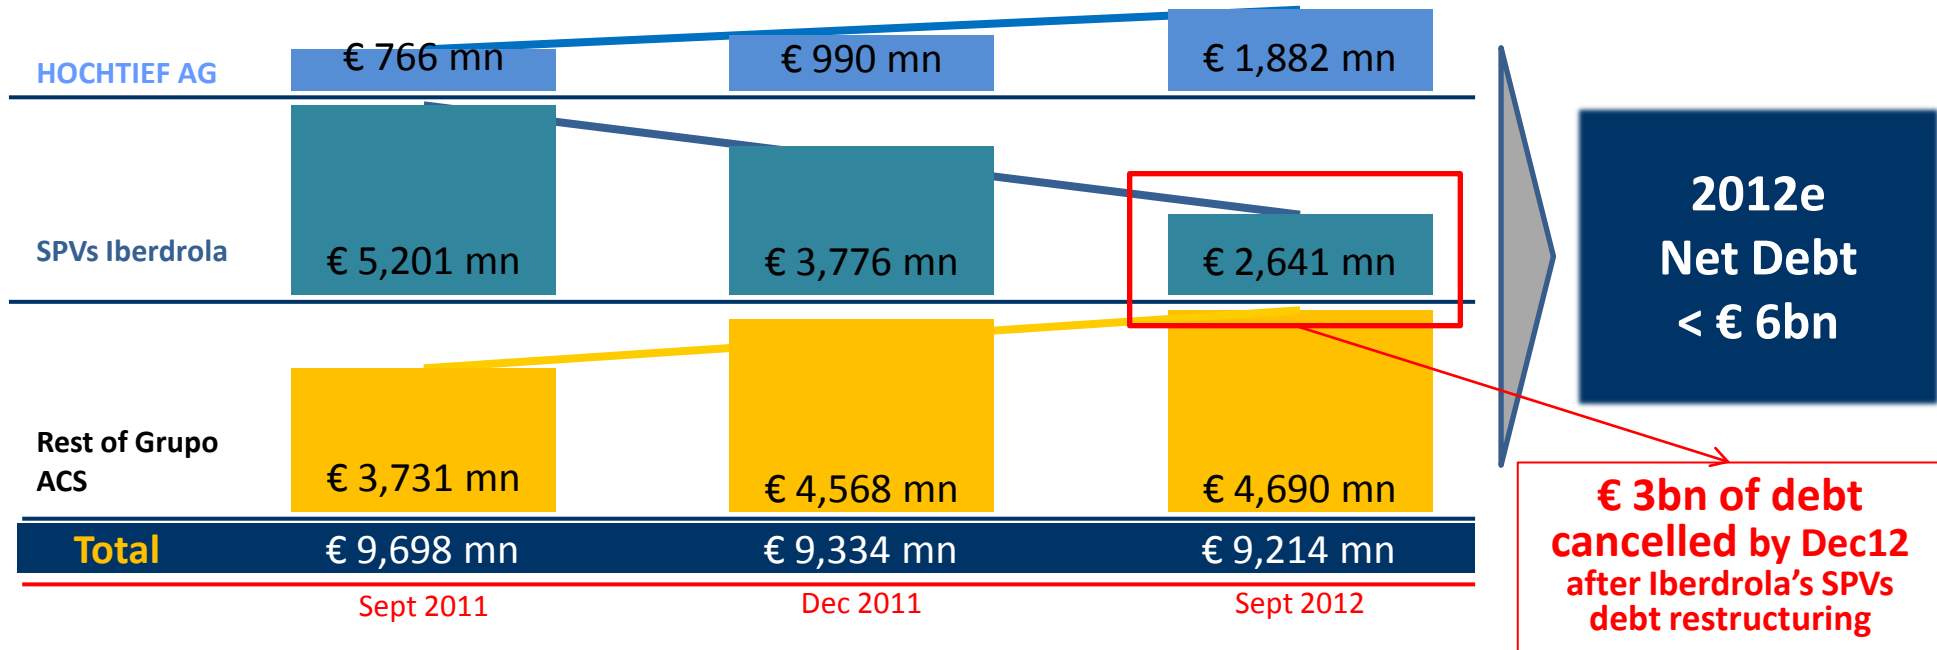 HOCHTIEF AG
€ 766 mn
€ 990 mn
€ 1,882 mn
SPVs Iberdrola
€ 5,201 mn
€ 3,776 mn
€ 2,641 mn
Rest of Grupo
ACS
€ 3,731 mn
€ 4,568 mn
€ 4,690 mn
Total
€ 9,698 mn
€ 9,334 mn
€ 9,214 mn
Sept 2011
Dec 2011
Sept 2012
2012e
Net Debt
< € 6bn
€ 3bn of debt
cancelled by Dec12
after Iberdrola’s SPVs
debt restructuring